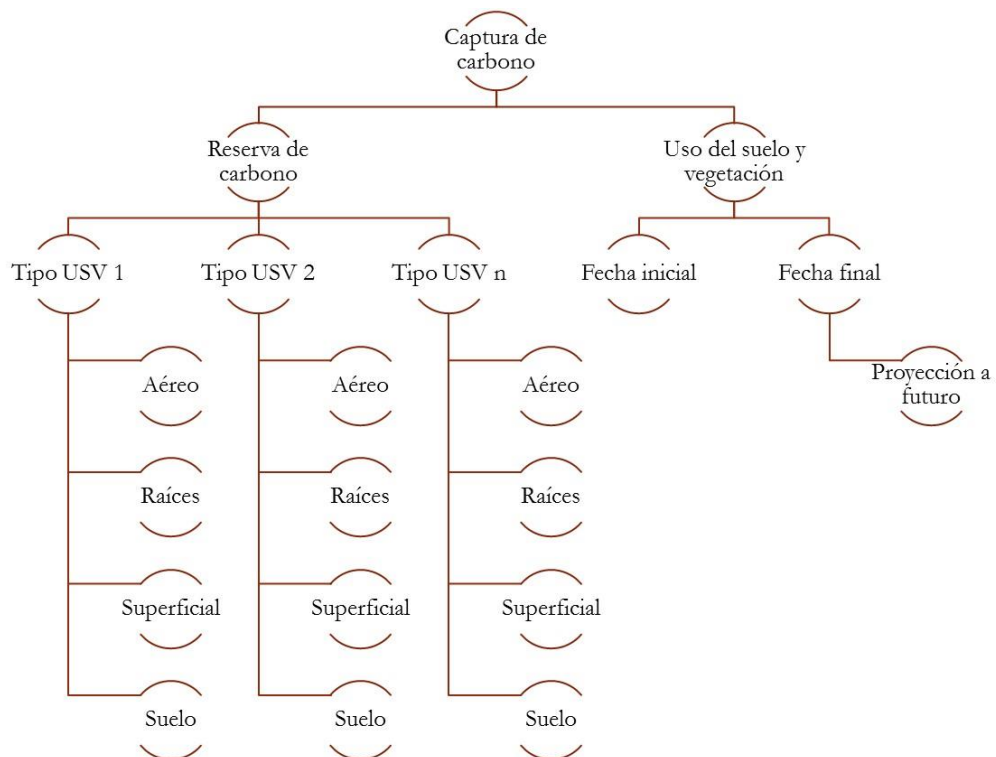 Captura de
carbono
Reserva de
carbono
Uso del suelo y
vegetación
Tipo USV 1
Tipo USV 2
Tipo USV n
Fecha inicial
Fecha final
Aéreo
Aéreo
Aéreo
Proyección a
futuro
Raíces
Raíces
Raíces
Superficial
Superficial
Superficial
Suelo
Suelo
Suelo